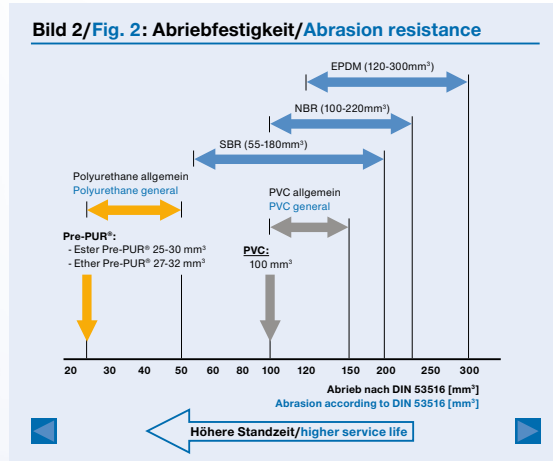 Bild 2/Fig. 2: Abriebfestigkeit/Abrasion resistance
EPDM (120-300mm³)
NBR (100-220mm³)
SBR (55-180mm³)
Polyurethane allgemein
Polyurethane general
PVC allgemein
PVC general
Pre-PUR®:
- Ester Pre-PUR® 25-30 mm³
- Ether Pre-PUR® 27-32 mm³
PVC:
100 mm³
20 30 40 50 60 80 100 120 150 200 250 300
Abrieb nach DIN 53516 [mm³]
Abrasion according to DIN 53516 [mm³]
Höhere Standzeit/higher service life